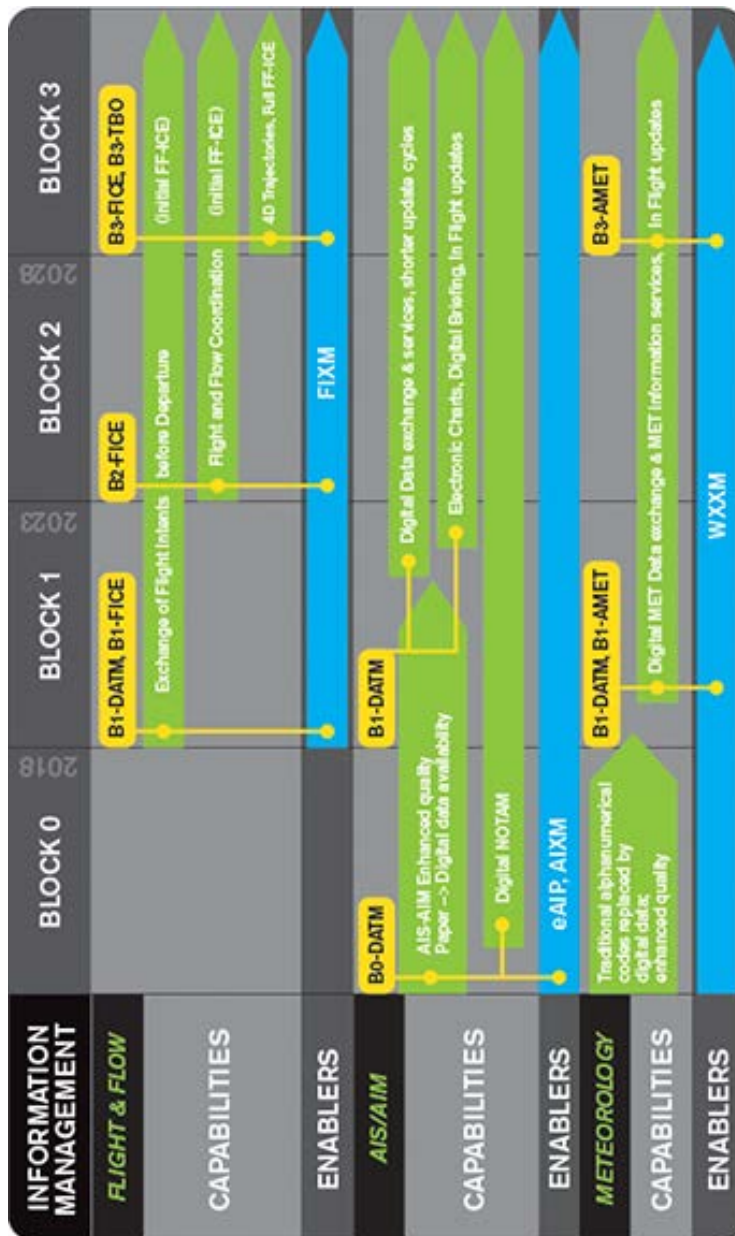 INFORMATION
MANAGEMENT
BLOCK 0
2018
BLOCK 1
2023
BLOCK 2
2028
BLOCK 3
FLIGHT & FLOW
B1-DATM, B1-FICE
B2-FICE
B3-FICE, B3-TBO
CAPABILITIES
Exchange of Flight Intents before Departure (Initial FF-ICE)
Flight and Flow Coordination (Initial FF-ICE)
4D Trajectories, Full FF-ICE
ENABLERS
FIXM
AIS/AIM
B0-DATM
B1-DATM
CAPABILITIES
AIS-AIM Enhanced quality
Paper --> Digital data availability
Digital Data exchange & services, shorter update cycles
Electronic Charts, Digital Briefing, In Flight updates
Digital NOTAM
ENABLERS
eAIP, AIXM
METEOROLOGY
B1-DATM, B1-AMET
B3-AMET
CAPABILITIES
Traditional alphanumerical
codes replaced by
digital data;
enhanced quality
Digital MET Data exchange & MET Information services, In Flight updates
ENABLERS
WXXM